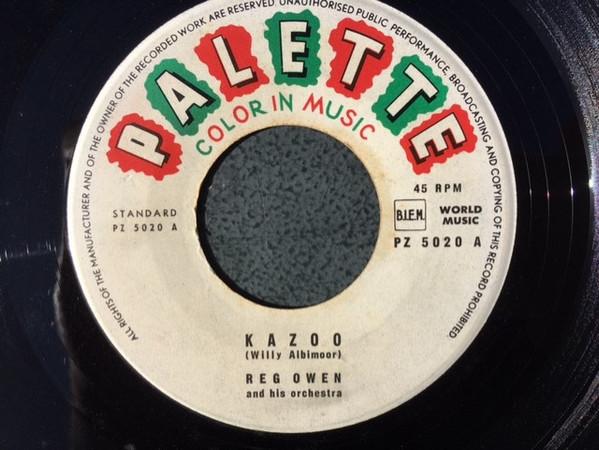 ALL RIGHTS OF THE MANUFACTURER AND OF THE OWNER OF THE RECORDED WORK ARE RESERVED. UNAUTHORISED PUBLIC PERFORMANCE, BROADCASTING AND COPYING OF THIS RECORD PROHIBITED.
PALETTE
COLOR IN MUSIC
STANDARD
PZ 5020 A
45 RPM
B.I.E.M.
WORLD
MUSIC
PZ 5020 A
KAZOO
(Willy Albimoor)
REG OWEN
and his orchestra